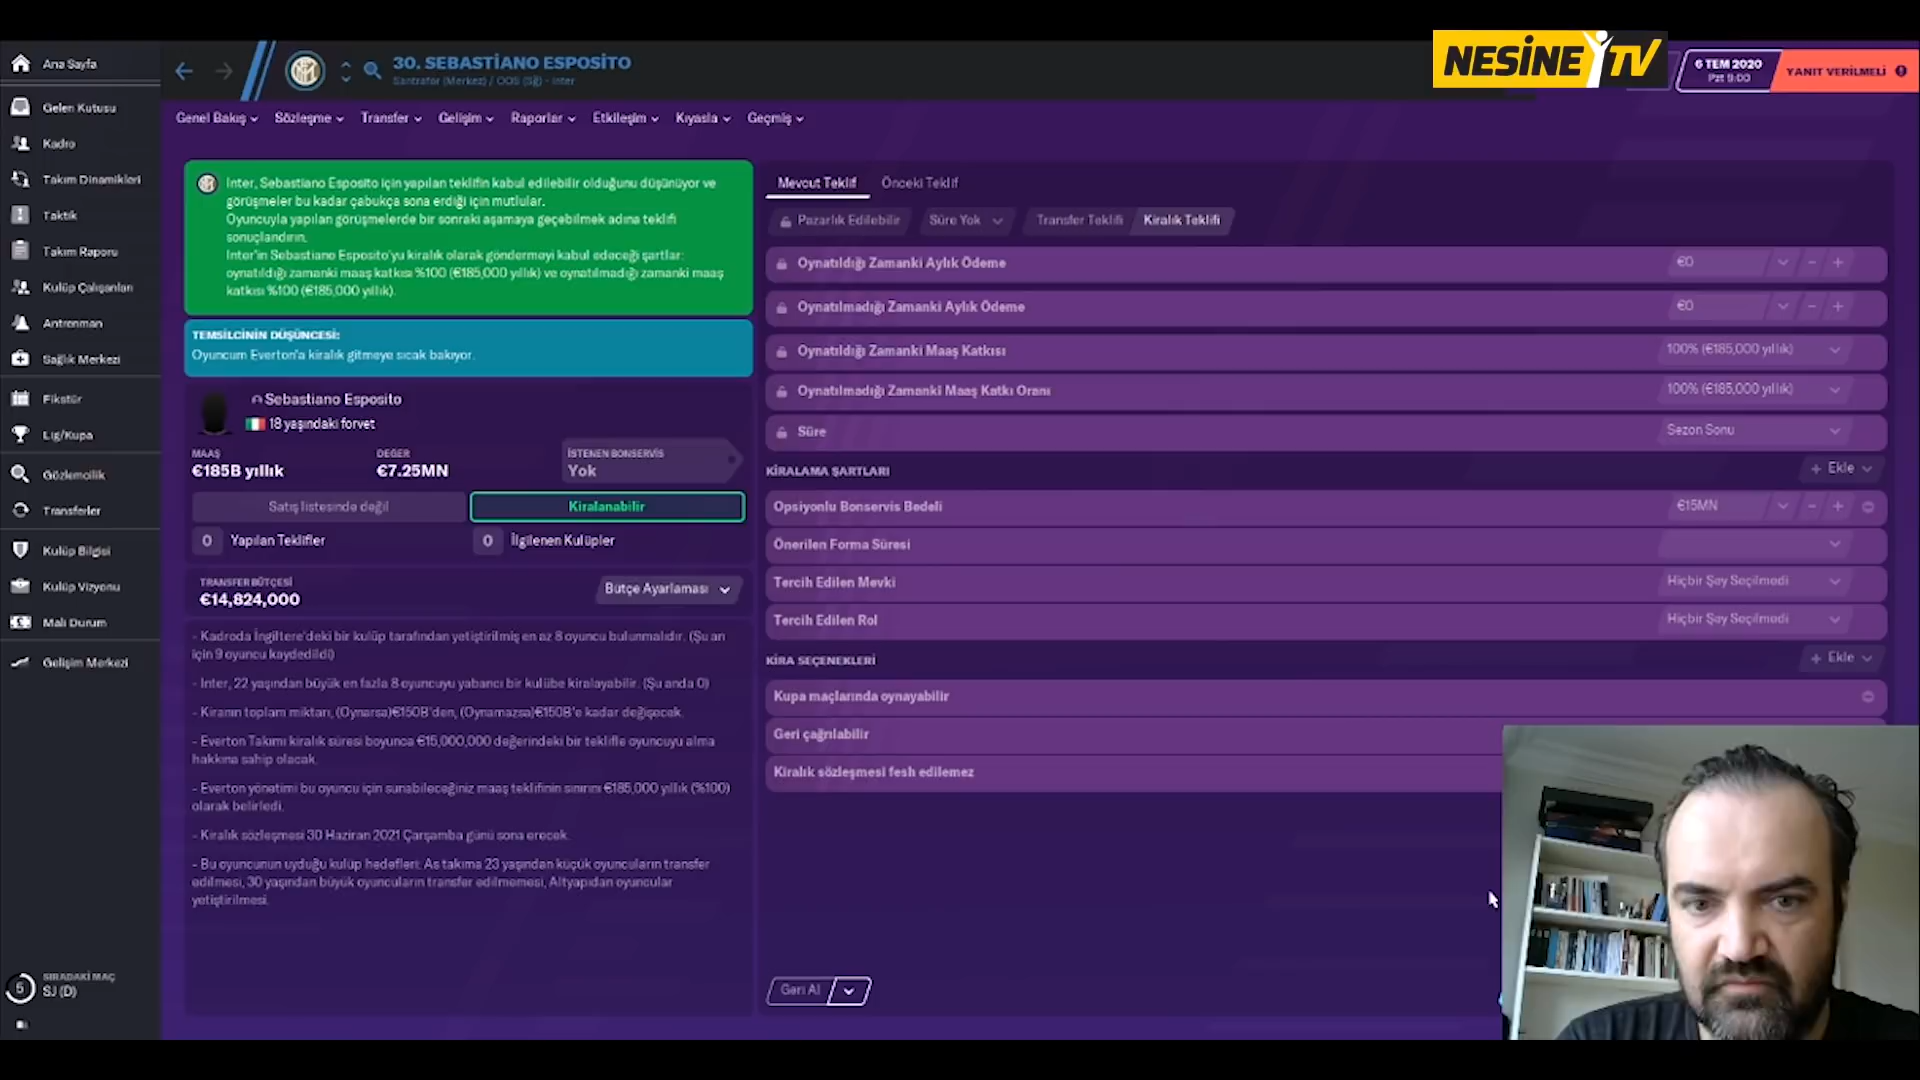 NESiNE TV
Ana Sayfa
Gelen Kutusu
Kadro
Takım Dinamikleri
Taktik
Takım Raporu
Kulüp Çalışanları
Antrenman
Sağlık Merkezi
Fikstür
Lig/Kupa
Gözlemcilik
Transferler
Kulüp Bilgisi
Kulüp Vizyonu
Mali Durum
Gelişim Merkezi
5
SIRADAKİ MAÇ
SJ (D)
30. SEBASTİANO ESPOSİTO
Santrafor (Merkez) / OOS (Sğ) - Inter
6 TEM 2020
Pzt 9:00
YANIT VERİLMELİ
Genel Bakış
Sözleşme
Transfer
Gelişim
Raporlar
Etkileşim
Kıyasla
Geçmiş
Inter, Sebastiano Esposito için yapılan teklifin kabul edilebilir olduğunu düşünüyor ve
görüşmeler bu kadar çabukça sona erdiği için mutlular.
Oyuncuyla yapılan görüşmelerde bir sonraki aşamaya geçebilmek adına teklifi
sonuçlandırın.
Inter'in Sebastiano Esposito'yu kiralık olarak göndermeyi kabul edeceği şartlar:
oynatıldığı zamanki maaş katkısı %100 (€185,000 yıllık) ve oynatılmadığı zamanki maaş
katkısı %100 (€185,000 yıllık).
TEMSİLCİNİN DÜŞÜNCESİ:
Oyuncum Everton'a kiralık gitmeye sıcak bakıyor.
Sebastiano Esposito
18 yaşındaki forvet
MAAŞ
€185B yıllık
DEĞER
€7.25MN
İSTENEN BONSERVİS
Yok
Satış listesinde değil
Kiralanabilir
0 Yapılan Teklifler
0 İlgilenen Kulüpler
TRANSFER BÜTÇESİ
€14,824,000
Bütçe Ayarlaması
- Kadroda İngiltere'deki bir kulüp tarafından yetiştirilmiş en az 8 oyuncu bulunmalıdır. (Şu an
için 9 oyuncu kaydedildi)
- Inter, 22 yaşından büyük en fazla 8 oyuncuyu yabancı bir kulübe kiralayabilir. (Şu anda 0)
- Kiranın toplam miktarı, (Oynarsa)€150B'den, (Oynamazsa)€150B'e kadar değişecek.
- Everton Takımı kiralık süresi boyunca €15,000,000 değerindeki bir teklifle oyuncuyu alma
hakkına sahip olacak.
- Everton yönetimi bu oyuncu için sunabileceğiniz maaş teklifinin sınırını €185,000 yıllık (%100)
olarak belirledi.
- Kiralık sözleşmesi 30 Haziran 2021 Çarşamba günü sona erecek.
- Bu oyuncunun uyduğu kulüp hedefleri: As takıma 23 yaşından küçük oyuncuların transfer
edilmesi, 30 yaşından büyük oyuncuların transfer edilmemesi, Altyapıdan oyuncular
yetiştirilmesi.
Mevcut Teklif
Önceki Teklif
Pazarlık Edilebilir
Süre Yok
Transfer Teklifi
Kiralık Teklifi
Oynatıldığı Zamanki Aylık Ödeme
€0
Oynatılmadığı Zamanki Aylık Ödeme
€0
Oynatıldığı Zamanki Maaş Katkısı
100% (€185,000 yıllık)
Oynatılmadığı Zamanki Maaş Katkı Oranı
100% (€185,000 yıllık)
Süre
Sezon Sonu
KİRALAMA ŞARTLARI
+ Ekle
Opsiyonlu Bonservis Bedeli
€15MN
Önerilen Forma Süresi
Tercih Edilen Mevki
Hiçbir Şey Seçilmedi
Tercih Edilen Rol
Hiçbir Şey Seçilmedi
KİRA SEÇENEKLERİ
+ Ekle
Kupa maçlarında oynayabilir
Geri çağrılabilir
Kiralık sözleşmesi fesh edilemez
Geri Al